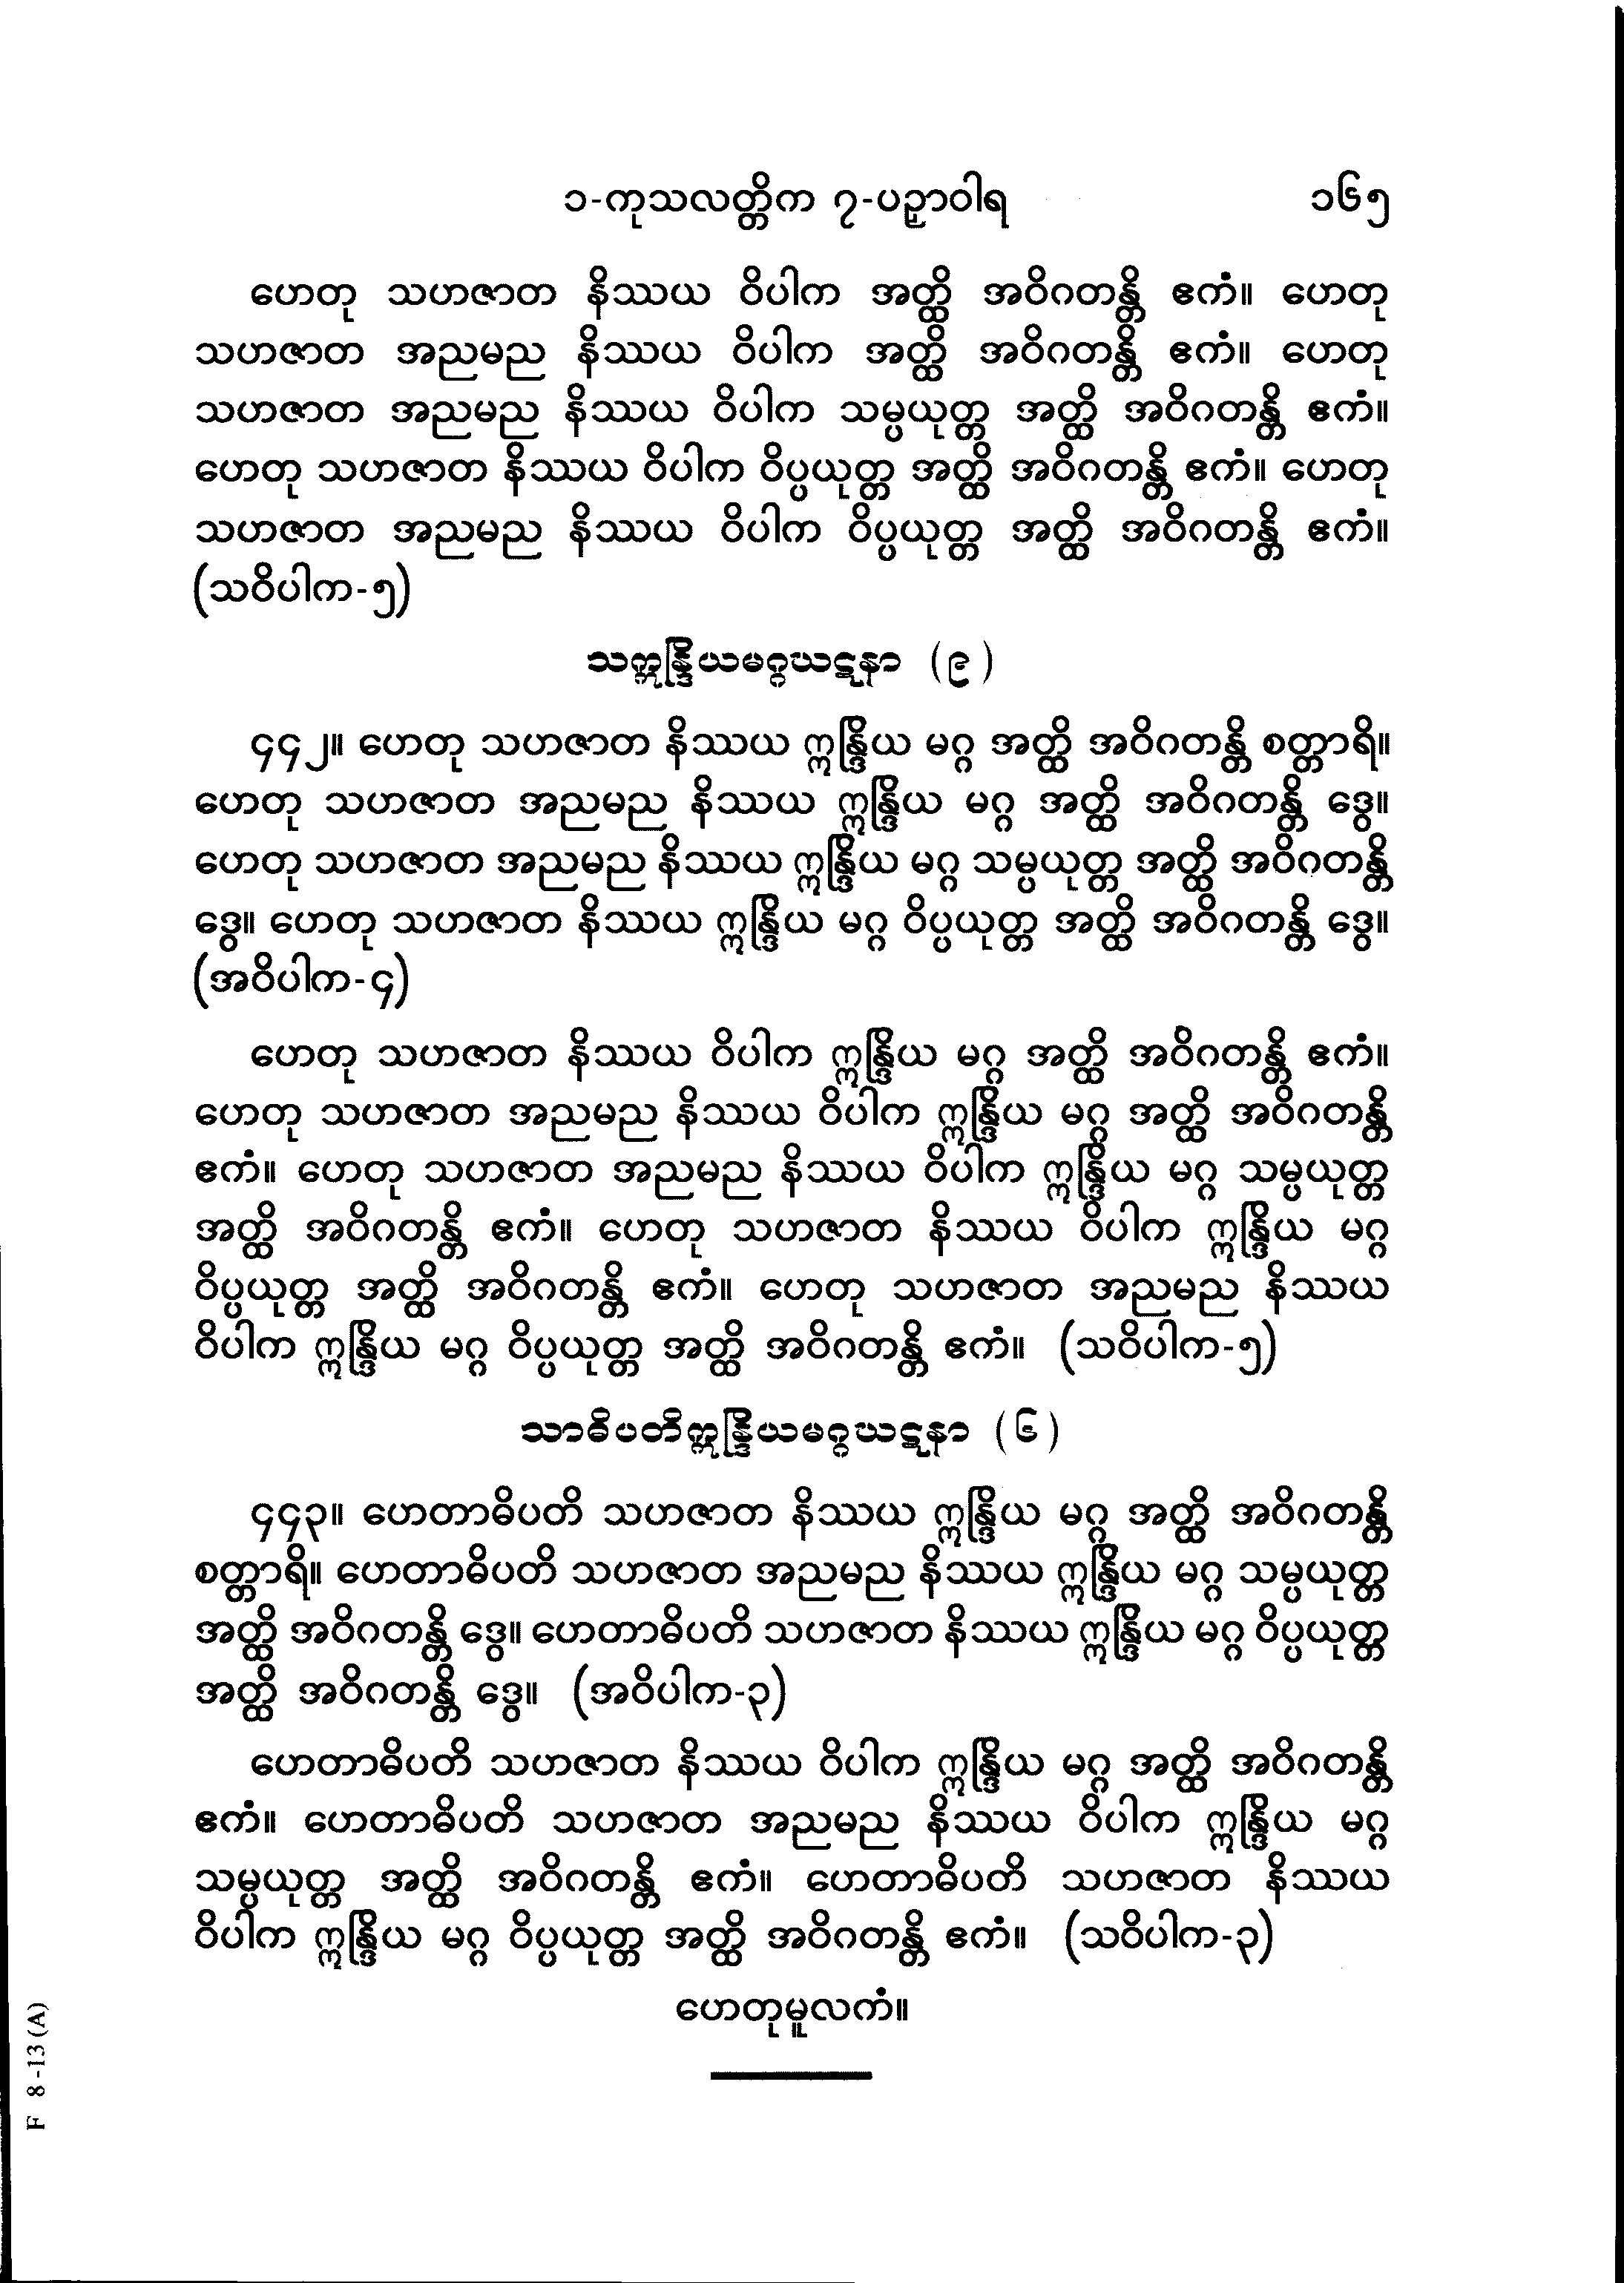 ၁-ကုသလတ္တိက ၇-ပဉှာဝါရ ၁၆၅
ဟေတု သဟဇာတ နိဿယ ဝိပါက အတ္ထိ အဝိဂတန္တိ ဧကံ။ ဟေတု
သဟဇာတ အညမည နိဿယ ဝိပါက အတ္ထိ အဝိဂတန္တိ ဧကံ။ ဟေတု
သဟဇာတ အညမည နိဿယ ဝိပါက သမ္ပယုတ္တ အတ္ထိ အဝိဂတန္တိ ဧကံ။
ဟေတု သဟဇာတ နိဿယ ဝိပါက ဝိပ္ပယုတ္တ အတ္ထိ အဝိဂတန္တိ ဧကံ။ ဟေတု
သဟဇာတ အညမည နိဿယ ဝိပါက ဝိပ္ပယုတ္တ အတ္ထိ အဝိဂတန္တိ ဧကံ။
(သဝိပါက-၅)
သဣန္ဒြိယမဂ္ဂဃဋနာ (၉)
၄၄၂။ ဟေတု သဟဇာတ နိဿယ ဣန္ဒြိယ မဂ္ဂ အတ္ထိ အဝိဂတန္တိ စတ္တာရိ။
ဟေတု သဟဇာတ အညမည နိဿယ ဣန္ဒြိယ မဂ္ဂ အတ္ထိ အဝိဂတန္တိ ဒွေ။
ဟေတု သဟဇာတ အညမည နိဿယ ဣန္ဒြိယ မဂ္ဂ သမ္ပယုတ္တ အတ္ထိ အဝိဂတန္တိ
ဒွေ။ ဟေတု သဟဇာတ နိဿယ ဣန္ဒြိယ မဂ္ဂ ဝိပ္ပယုတ္တ အတ္ထိ အဝိဂတန္တိ ဒွေ။
(အဝိပါက-၄)
ဟေတု သဟဇာတ နိဿယ ဝိပါက ဣန္ဒြိယ မဂ္ဂ အတ္ထိ အဝိဂတန္တိ ဧကံ။
ဟေတု သဟဇာတ အညမည နိဿယ ဝိပါက ဣန္ဒြိယ မဂ္ဂ အတ္ထိ အဝိဂတန္တိ
ဧကံ။ ဟေတု သဟဇာတ အညမည နိဿယ ဝိပါက ဣန္ဒြိယ မဂ္ဂ သမ္ပယုတ္တ
အတ္ထိ အဝိဂတန္တိ ဧကံ။ ဟေတု သဟဇာတ နိဿယ ဝိပါက ဣန္ဒြိယ မဂ္ဂ
ဝိပ္ပယုတ္တ အတ္ထိ အဝိဂတန္တိ ဧကံ။ ဟေတု သဟဇာတ အညမည နိဿယ
ဝိပါက ဣန္ဒြိယ မဂ္ဂ ဝိပ္ပယုတ္တ အတ္ထိ အဝိဂတန္တိ ဧကံ။ (သဝိပါက-၅)
သာဓိပတိဣန္ဒြိယမဂ္ဂဃဋနာ (၆)
၄၄၃။ ဟေတာဓိပတိ သဟဇာတ နိဿယ ဣန္ဒြိယ မဂ္ဂ အတ္ထိ အဝိဂတန္တိ
စတ္တာရိ။ ဟေတာဓိပတိ သဟဇာတ အညမည နိဿယ ဣန္ဒြိယ မဂ္ဂ သမ္ပယုတ္တ
အတ္ထိ အဝိဂတန္တိ ဒွေ။ ဟေတာဓိပတိ သဟဇာတ နိဿယ ဣန္ဒြိယ မဂ္ဂ ဝိပ္ပယုတ္တ
အတ္ထိ အဝိဂတန္တိ ဒွေ။ (အဝိပါက-၃)
ဟေတာဓိပတိ သဟဇာတ နိဿယ ဝိပါက ဣန္ဒြိယ မဂ္ဂ အတ္ထိ အဝိဂတန္တိ
ဧကံ။ ဟေတာဓိပတိ သဟဇာတ အညမည နိဿယ ဝိပါက ဣန္ဒြိယ မဂ္ဂ
သမ္ပယုတ္တ အတ္ထိ အဝိဂတန္တိ ဧကံ။ ဟေတာဓိပတိ သဟဇာတ နိဿယ
ဝိပါက ဣန္ဒြိယ မဂ္ဂ ဝိပ္ပယုတ္တ အတ္ထိ အဝိဂတန္တိ ဧကံ။ (သဝိပါက-၃)
ဟေတုမူလကံ။
F 8-13 (A)